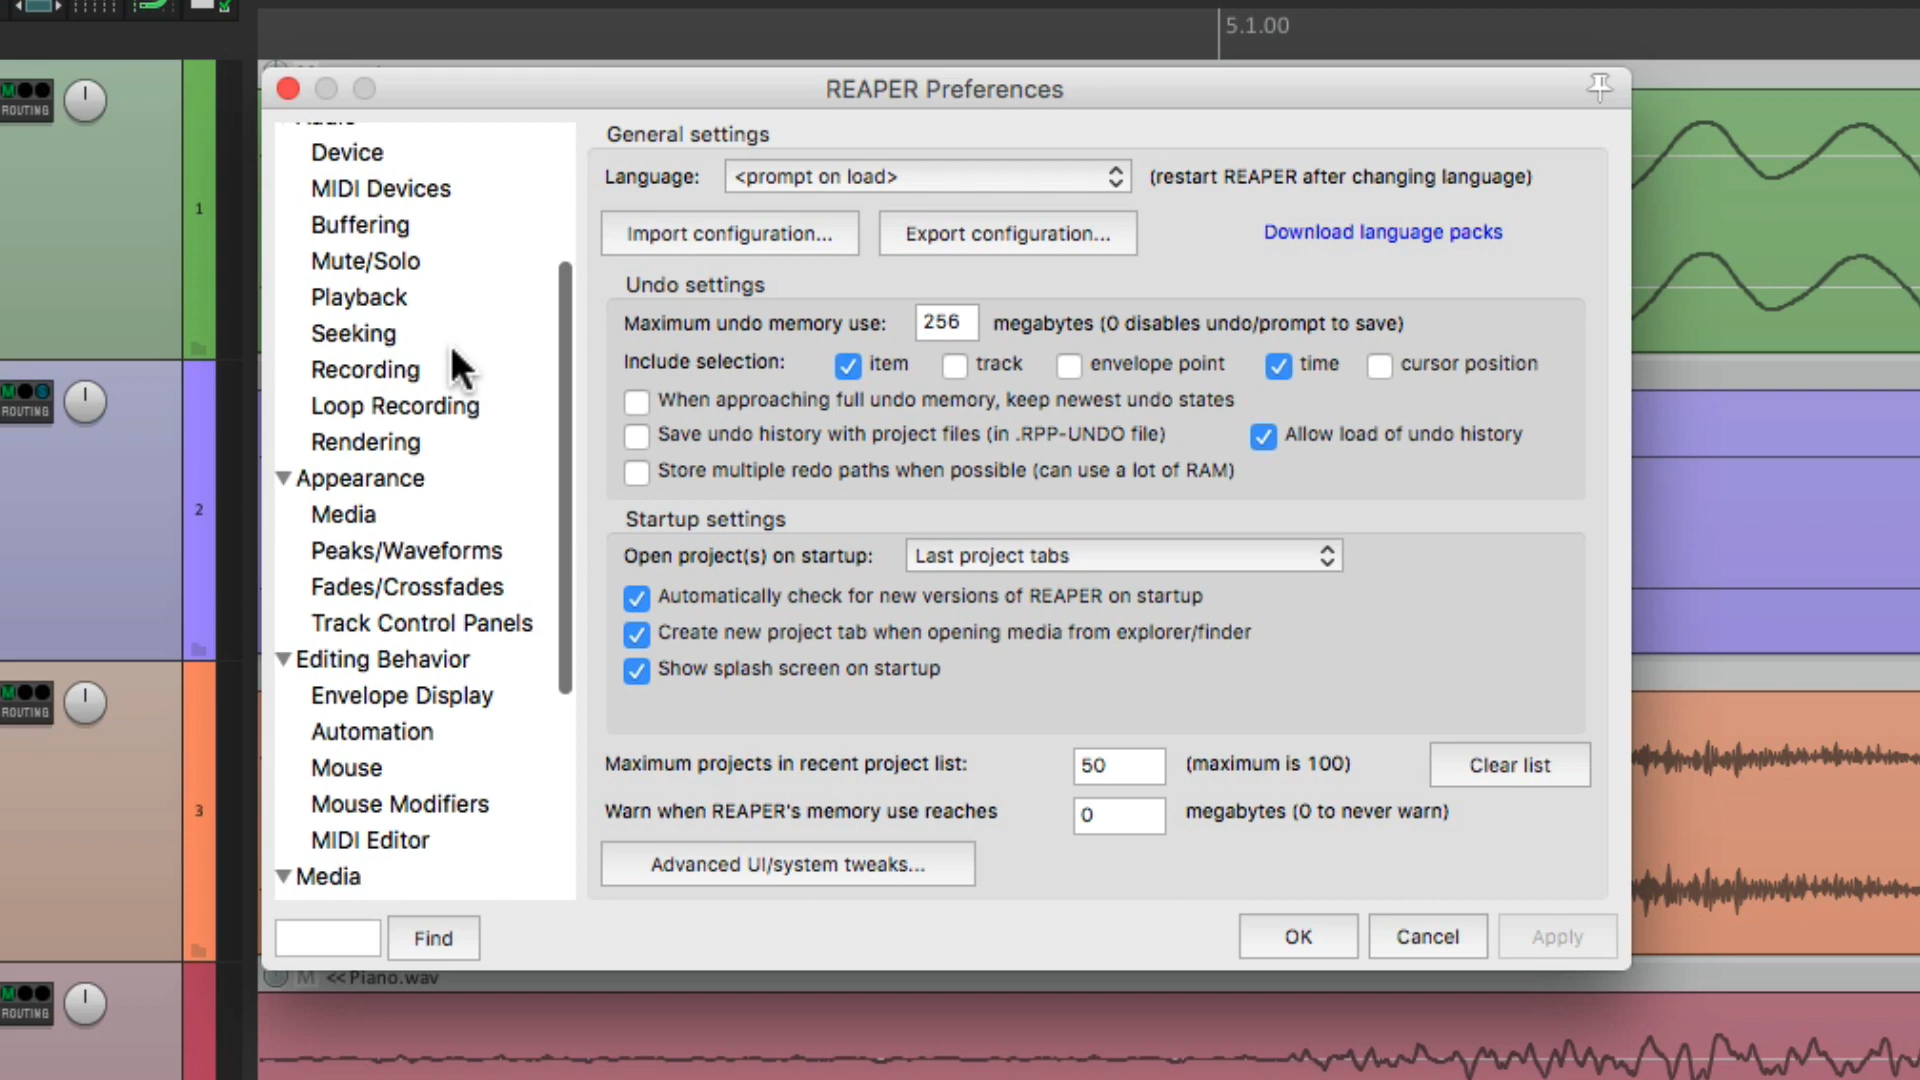 5.1.00
REAPER Preferences
ROUTING
1
ROUTING
2
ROUTING
3
ROUTING
Audio
Device
MIDI Devices
Buffering
Mute/Solo
Playback
Seeking
Recording
Loop Recording
Rendering
Appearance
Media
Peaks/Waveforms
Fades/Crossfades
Track Control Panels
Editing Behavior
Envelope Display
Automation
Mouse
Mouse Modifiers
MIDI Editor
Media
Find
General settings
Language: <prompt on load> (restart REAPER after changing language)
Import configuration... Export configuration... Download language packs
Undo settings
Maximum undo memory use: 256 megabytes (0 disables undo/prompt to save)
Include selection: item track envelope point time cursor position
When approaching full undo memory, keep newest undo states
Save undo history with project files (in .RPP-UNDO file) Allow load of undo history
Store multiple redo paths when possible (can use a lot of RAM)
Startup settings
Open project(s) on startup: Last project tabs
Automatically check for new versions of REAPER on startup
Create new project tab when opening media from explorer/finder
Show splash screen on startup
Maximum projects in recent project list: 50 (maximum is 100) Clear list
Warn when REAPER's memory use reaches 0 megabytes (0 to never warn)
Advanced UI/system tweaks...
OK Cancel Apply
M << Piano.wav